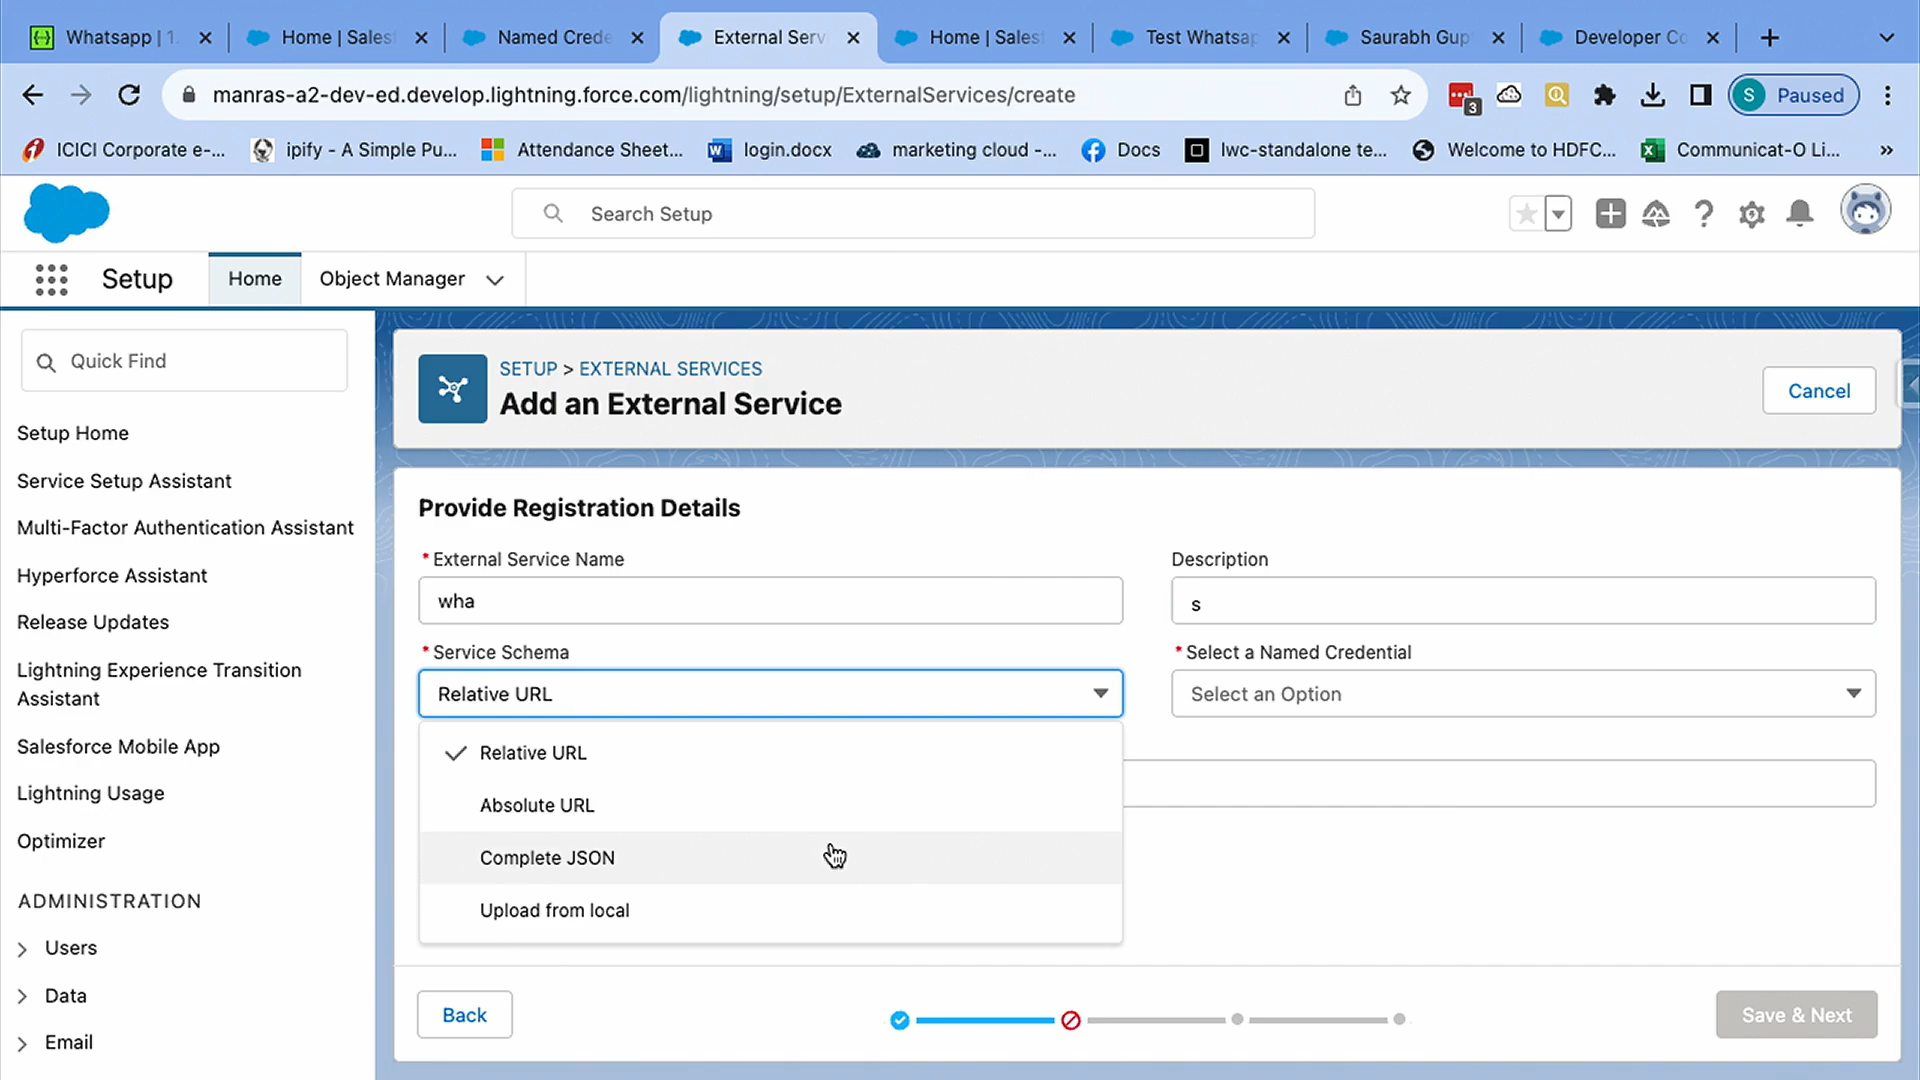 Whatsapp | 1.
Home | Sales
Named Crede
External Serv
Home | Sales
Test Whatsap
Saurabh Gup
Developer Co
manras-a2-dev-ed.develop.lightning.force.com/lightning/setup/ExternalServices/create
3
S Paused
ICICI Corporate e-...
ipify - A Simple Pu...
Attendance Sheet...
login.docx
marketing cloud -...
Docs
lwc-standalone te...
Welcome to HDFC...
Communicat-O Li...
»
Search Setup
Setup
Home
Object Manager
Quick Find
Setup Home
Service Setup Assistant
Multi-Factor Authentication Assistant
Hyperforce Assistant
Release Updates
Lightning Experience Transition
Assistant
Salesforce Mobile App
Lightning Usage
Optimizer
ADMINISTRATION
Users
Data
Email
SETUP > EXTERNAL SERVICES
Add an External Service
Cancel
Provide Registration Details
* External Service Name
wha
Description
s
* Service Schema
Relative URL
* Select a Named Credential
Select an Option
Relative URL
Absolute URL
Complete JSON
Upload from local
Back
Save & Next